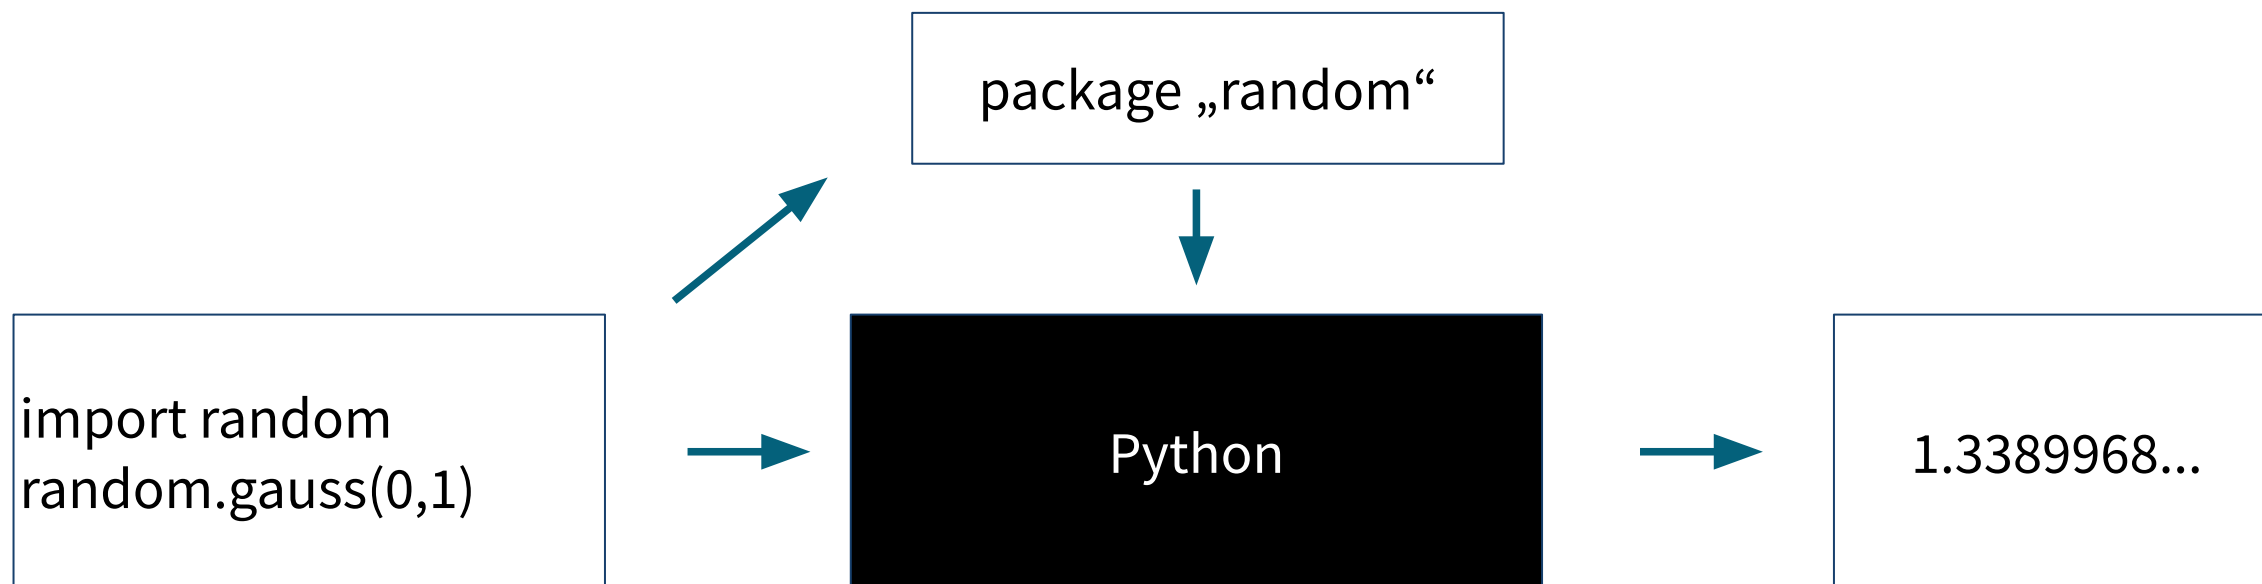 package „random“
import random
random.gauss(0,1)
Python
1.3389968...